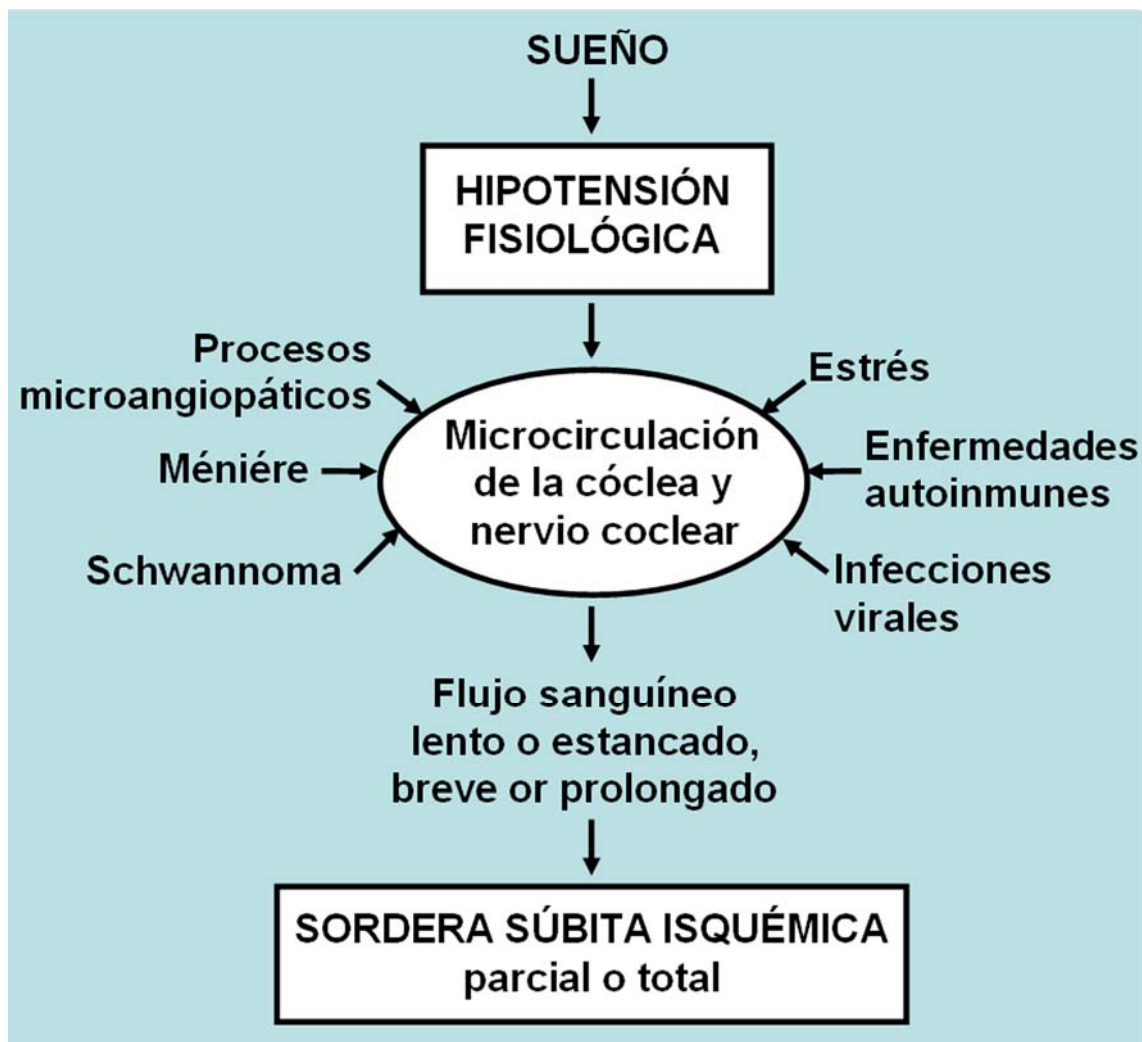 SUEÑO
HIPOTENSIÓN
FISIOLÓGICA
Procesos
microangiopáticos
Méniére
Schwannoma
Microcirculación
de la cóclea y
nervio coclear
Estrés
Enfermedades
autoinmunes
Infecciones
virales
Flujo sanguíneo
lento o estancado,
breve or prolongado
SORDERA SÚBITA ISQUÉMICA
parcial o total